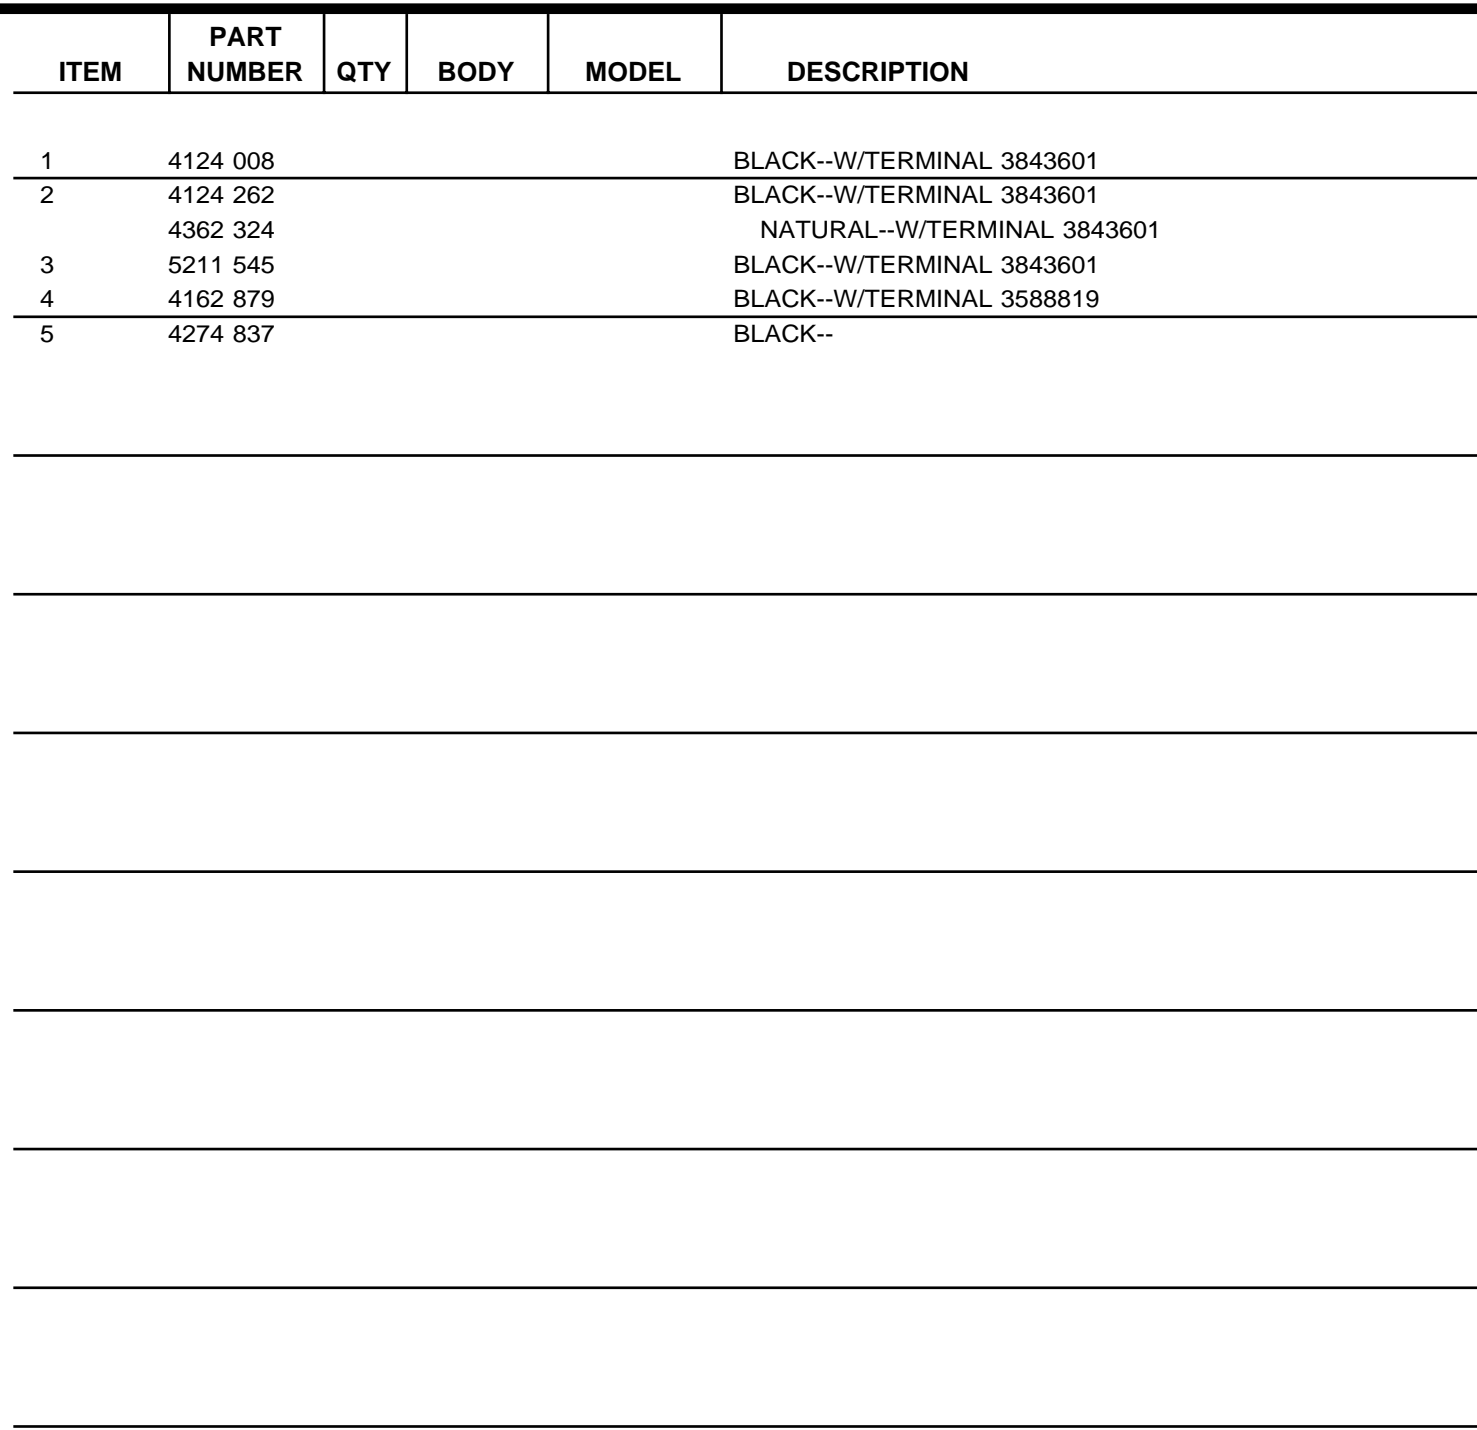 PART
ITEM NUMBER QTY BODY MODEL DESCRIPTION
1 4124 008 BLACK--W/TERMINAL 3843601
2 4124 262 BLACK--W/TERMINAL 3843601
4362 324 NATURAL--W/TERMINAL 3843601
3 5211 545 BLACK--W/TERMINAL 3843601
4 4162 879 BLACK--W/TERMINAL 3588819
5 4274 837 BLACK--